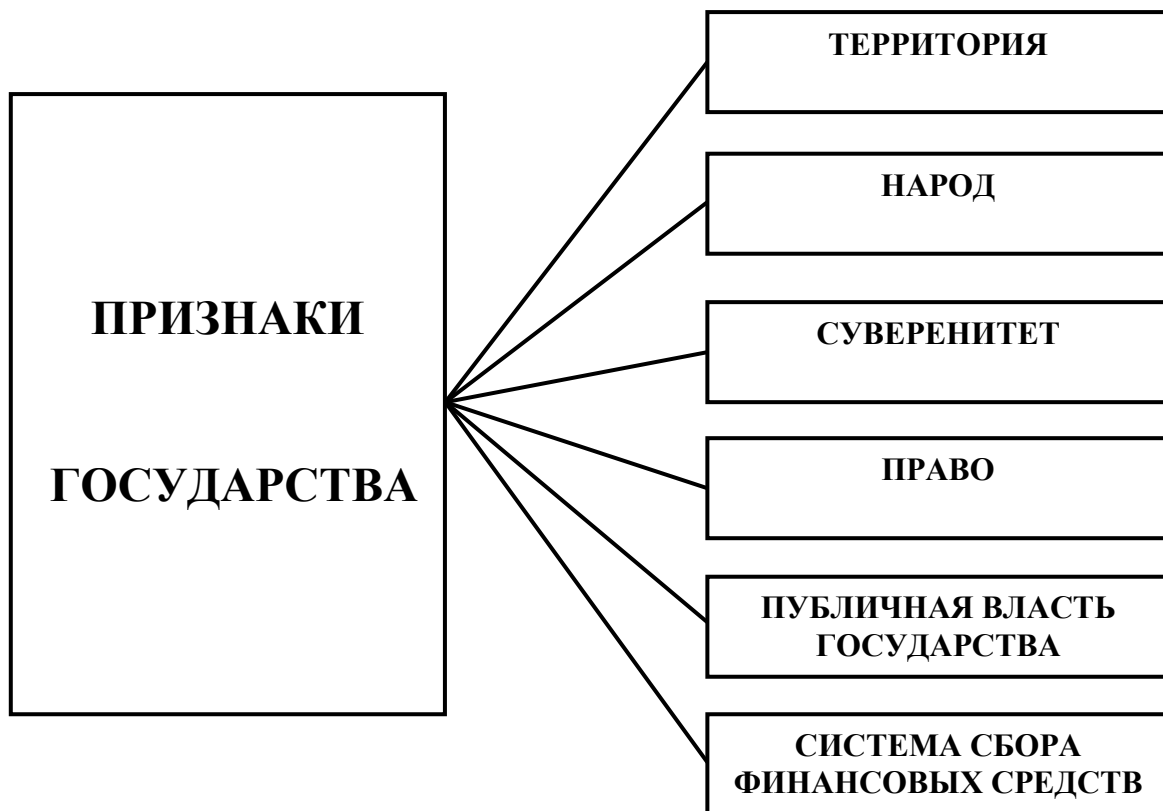 ПРИЗНАКИ
ГОСУДАРСТВА
ТЕРРИТОРИЯ
НАРОД
СУВЕРЕНИТЕТ
ПРАВО
ПУБЛИЧНАЯ ВЛАСТЬ
ГОСУДАРСТВА
СИСТЕМА СБОРА
ФИНАНСОВЫХ СРЕДСТВ